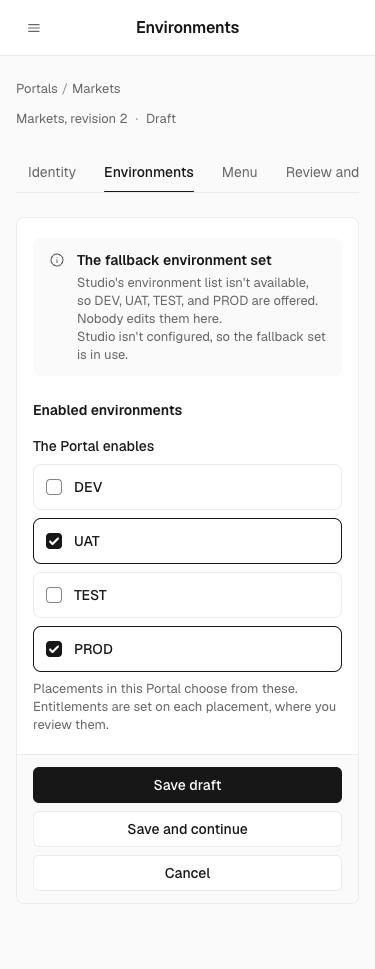 Environments
Portals / Markets
Markets, revision 2 · Draft
Identity Environments Menu Review and
The fallback environment set
Studio's environment list isn't available,
so DEV, UAT, TEST, and PROD are offered.
Nobody edits them here.
Studio isn't configured, so the fallback set
is in use.
Enabled environments
The Portal enables
DEV
UAT
TEST
PROD
Placements in this Portal choose from these.
Entitlements are set on each placement, where you
review them.
Save draft
Save and continue
Cancel